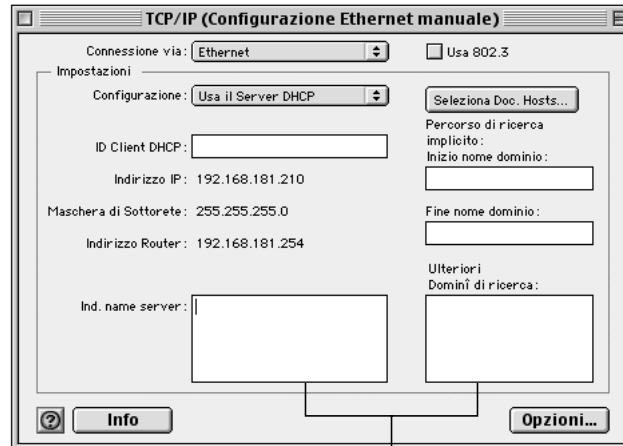 TCP/IP (Configurazione Ethernet manuale)
Connessione via: Ethernet
Usa 802.3
Impostazioni
Configurazione: Usa il Server DHCP
Seleziona Doc. Hosts...
Percorso di ricerca
implicito:
Inizio nome dominio:
ID Client DHCP:
Indirizzo IP: 192.168.181.210
Maschera di Sottorete: 255.255.255.0
Fine nome dominio:
Indirizzo Router: 192.168.181.254
Ulteriori
Dominî di ricerca:
Ind. name server:
?
Info
Opzioni...